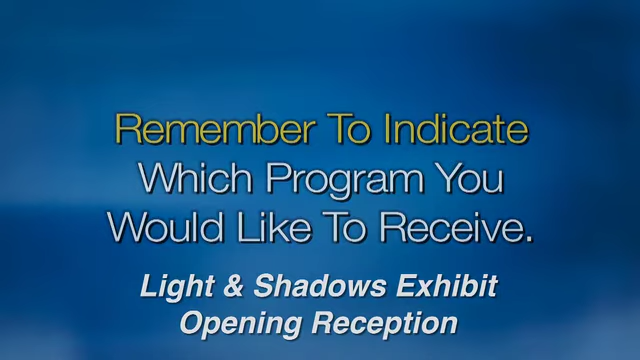 Remember To Indicate
Which Program You
Would Like To Receive.
Light & Shadows Exhibit
Opening Reception